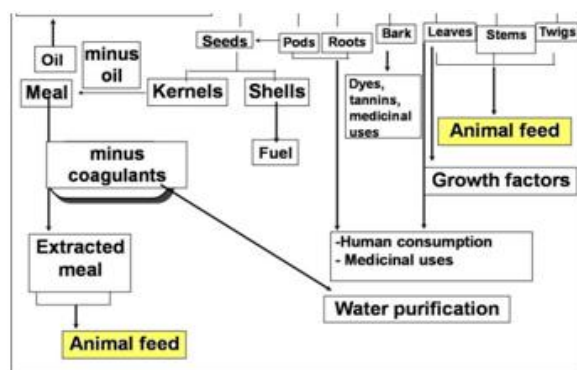 Seeds
Pods
Roots
Bark
Leaves
Stems
Twigs
Oil
minus
oil
Meal
Kernels
Shells
Dyes,
tannins,
medicinal
uses
Animal feed
Fuel
minus
coagulants
Growth factors
Extracted
meal
-Human consumption
- Medicinal uses
Water purification
Animal feed